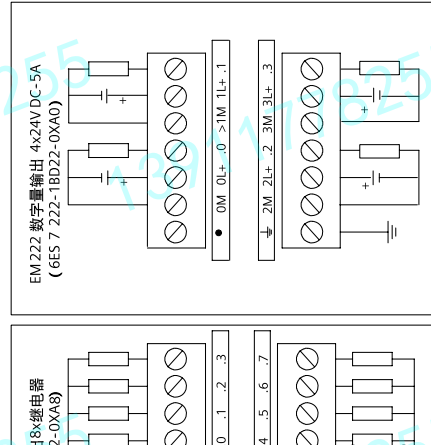 EM 222 数字量输出 4x24V DC-5A
( 6ES 7 222-1BD22-0XA0)
● 0M 0L+ .0 >1M 1L+ .1
⏚ 2M 2L+ .2 3M 3L+ .3
8x继电器
2-0XA8)
0 .1 .2 .3
4 .5 .6 .7
1391177825
255